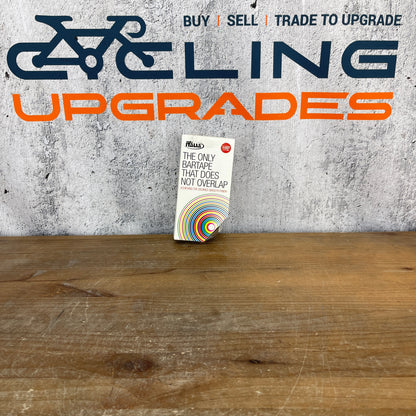 BUY | SELL | TRADE TO UPGRADE
CYCLING
UPGRADES
THE ONLY
BARTAPE
THAT DOES
NOT OVERLAP